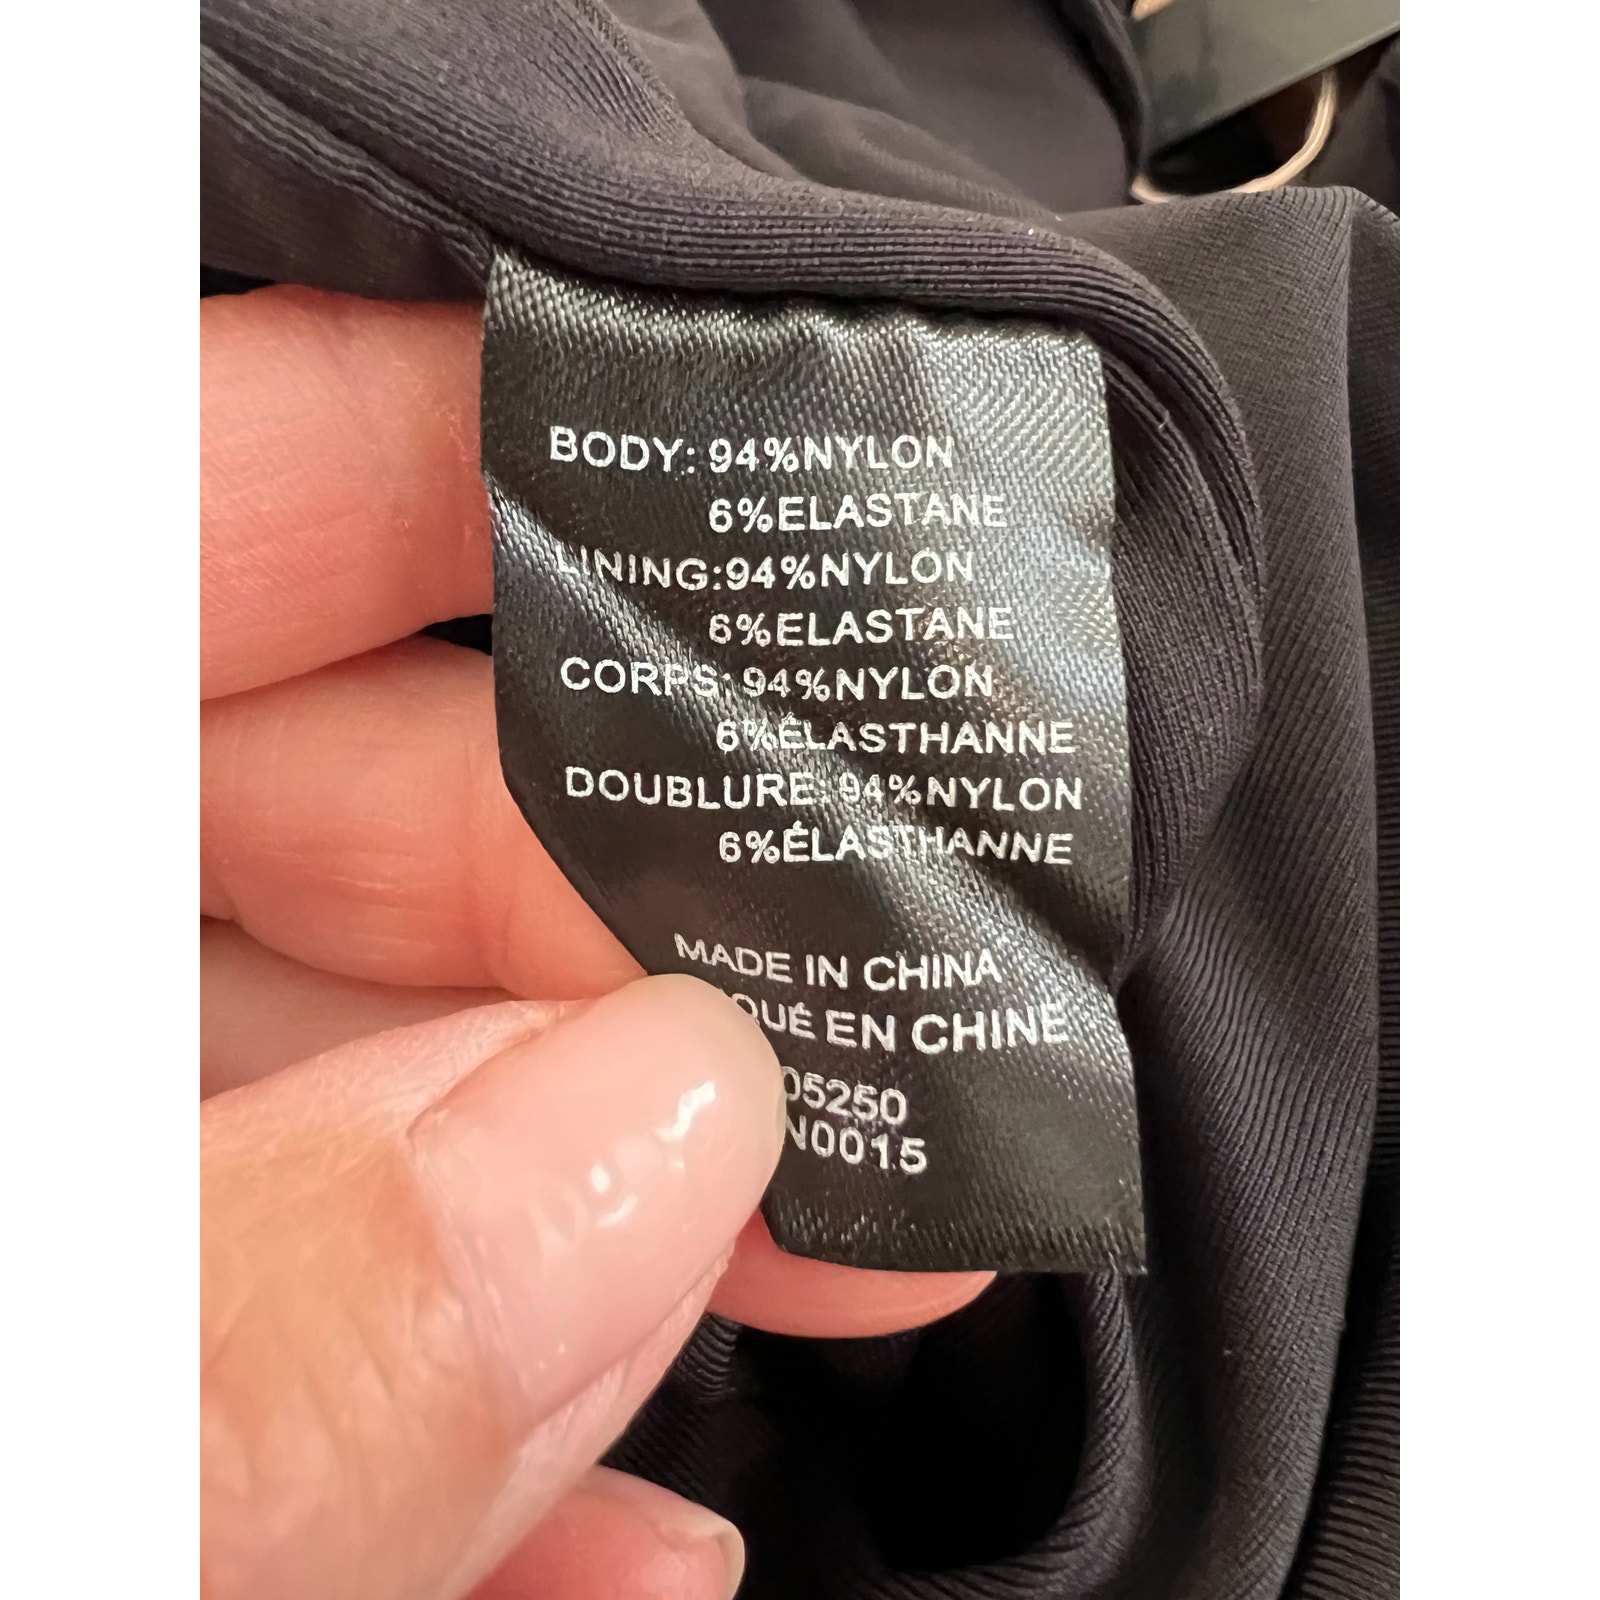 BODY: 94%NYLON
6%ELASTANE
LINING:94%NYLON
6%ELASTANE
CORPS: 94%NYLON
6%ÉLASTHANNE
DOUBLURE: 94%NYLON
6%ÉLASTHANNE
MADE IN CHINA
EN CHINE